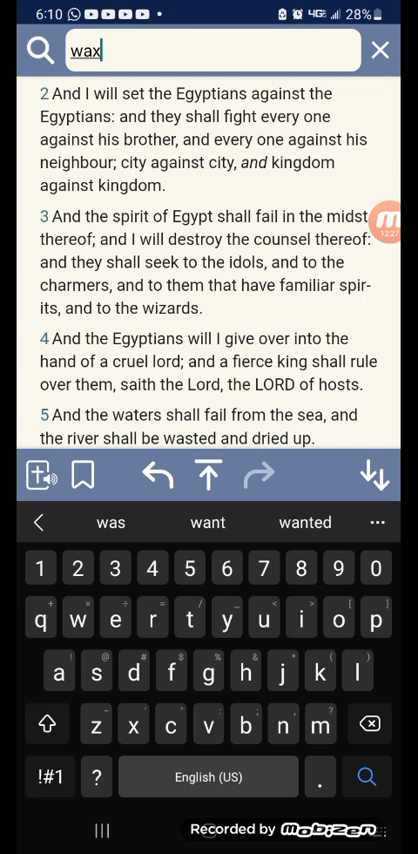 6:10 4GE 28%
wax
2 And I will set the Egyptians against the
Egyptians: and they shall fight every one
against his brother, and every one against his
neighbour; city against city, and kingdom
against kingdom.
3 And the spirit of Egypt shall fail in the midst
thereof; and I will destroy the counsel thereof:
and they shall seek to the idols, and to the
charmers, and to them that have familiar spir-
its, and to the wizards.
12:27
4 And the Egyptians will I give over into the
hand of a cruel lord; and a fierce king shall rule
over them, saith the Lord, the LORD of hosts.
5 And the waters shall fail from the sea, and
the river shall be wasted and dried up.
was want wanted
1 2 3 4 5 6 7 8 9 0
q w e r t y u i o p
a s d f g h j k l
z x c v b n m
!#1 ? English (US) .
Recorded by mobizen